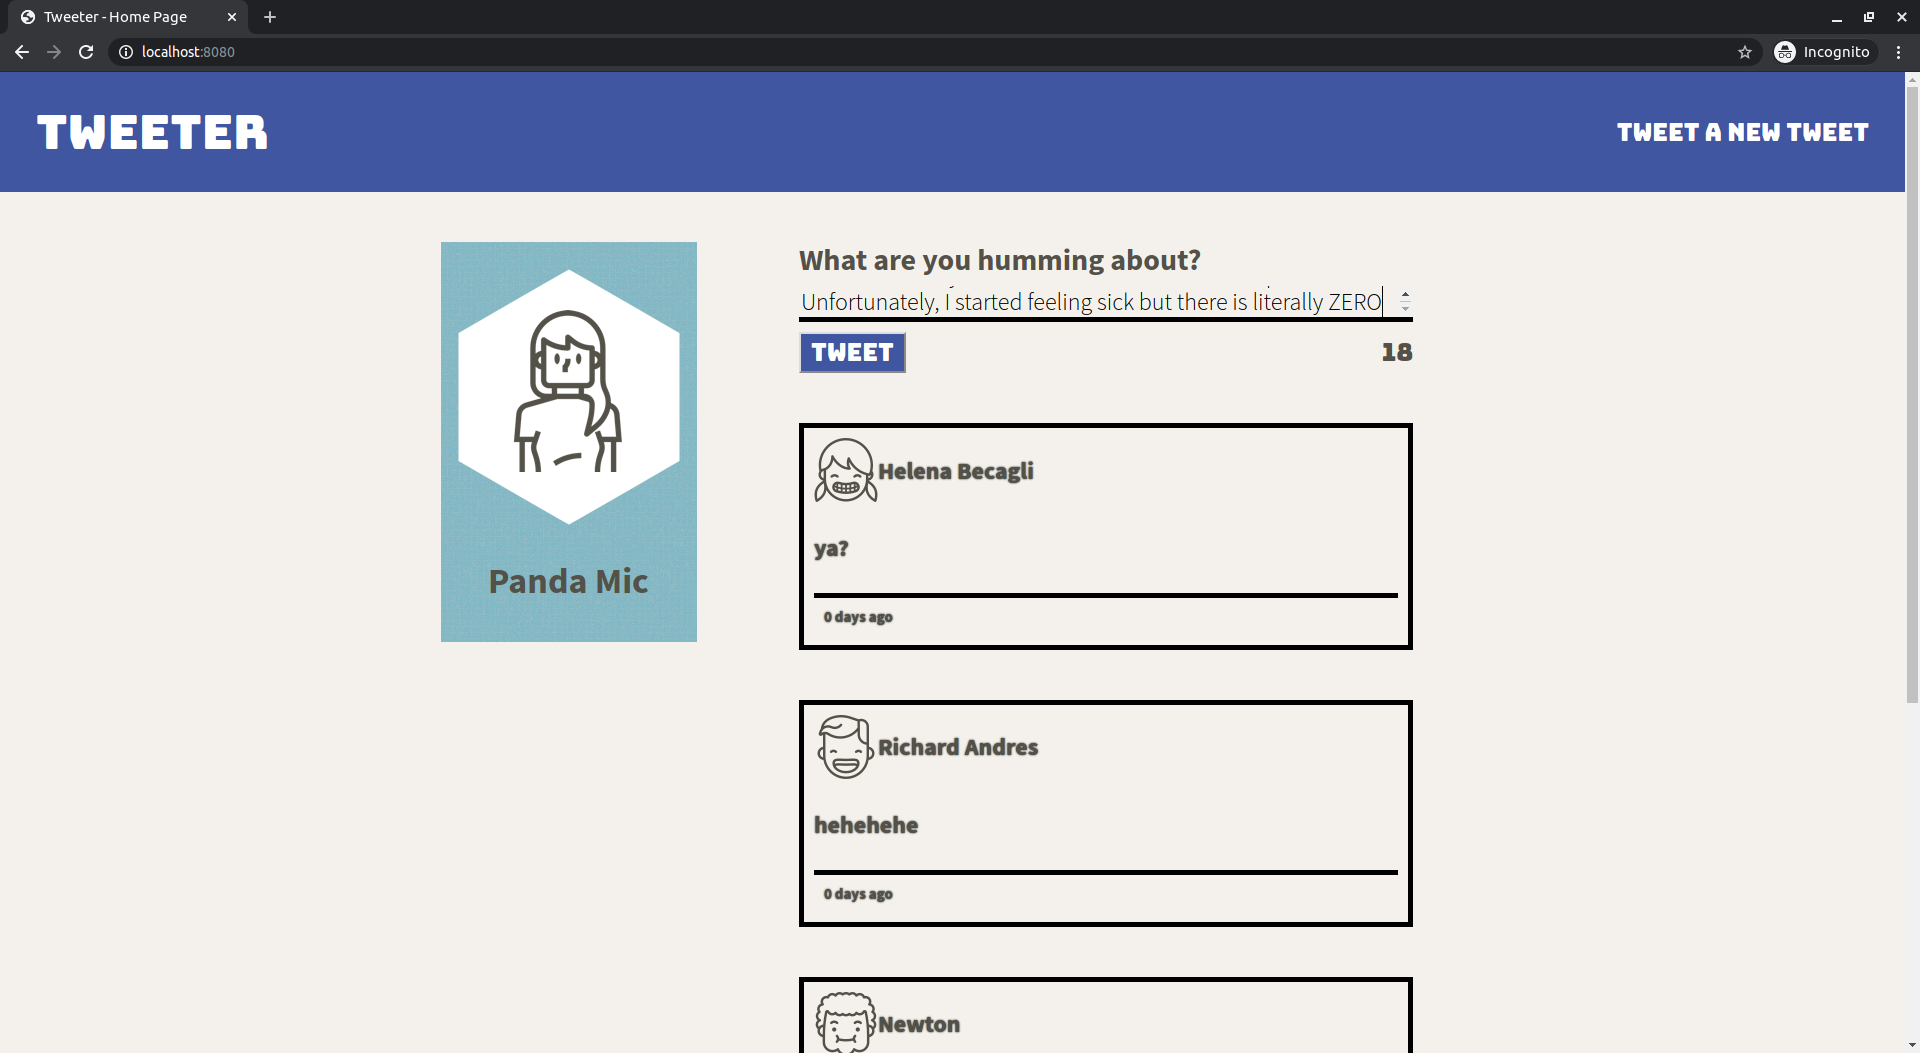 Tweeter - Home Page
localhost:8080
Incognito
TWEETER
TWEET A NEW TWEET
Panda Mic
What are you humming about?
Unfortunately, I started feeling sick but there is literally ZERO
TWEET
18
Helena Becagli
ya?
0 days ago
Richard Andres
hehehehe
0 days ago
Newton